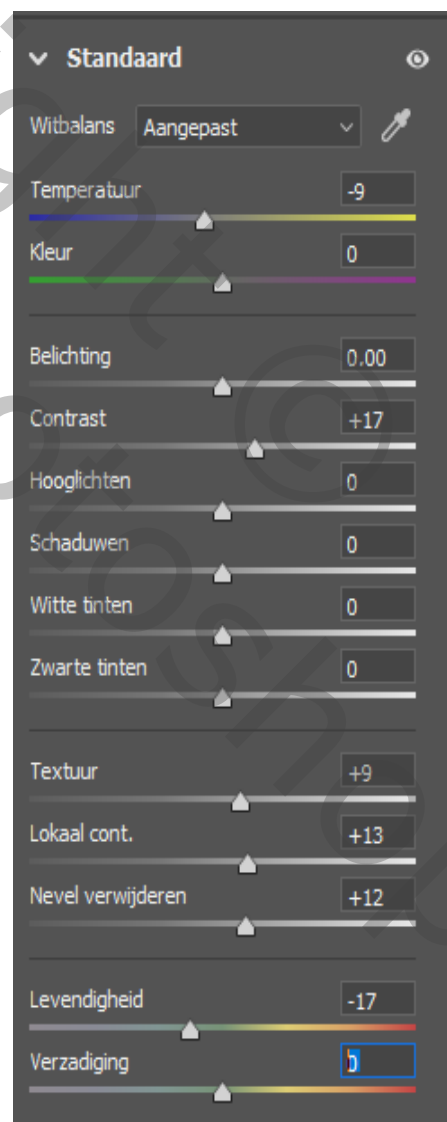 Standaard
Witbalans Aangepast
Temperatuur -9
Kleur 0
Belichting 0.00
Contrast +17
Hooglichten 0
Schaduwen 0
Witte tinten 0
Zwarte tinten 0
Textuur +9
Lokaal cont. +13
Nevel verwijderen +12
Levendigheid -17
Verzadiging 0